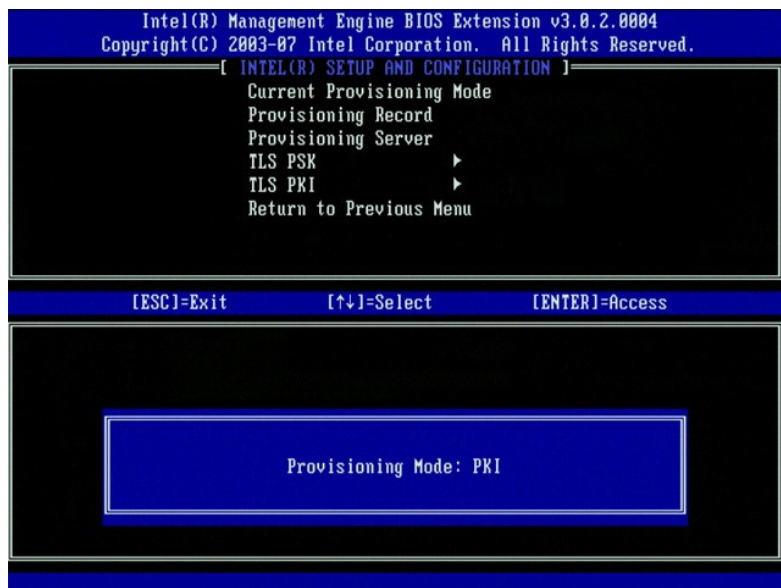 Intel(R) Management Engine BIOS Extension v3.0.2.0004
Copyright(C) 2003-07 Intel Corporation. All Rights Reserved.
[ INTEL(R) SETUP AND CONFIGURATION ]
Current Provisioning Mode
Provisioning Record
Provisioning Server
TLS PSK ►
TLS PKI ►
Return to Previous Menu
[ESC]=Exit [↑↓]=Select [ENTER]=Access
Provisioning Mode: PKI